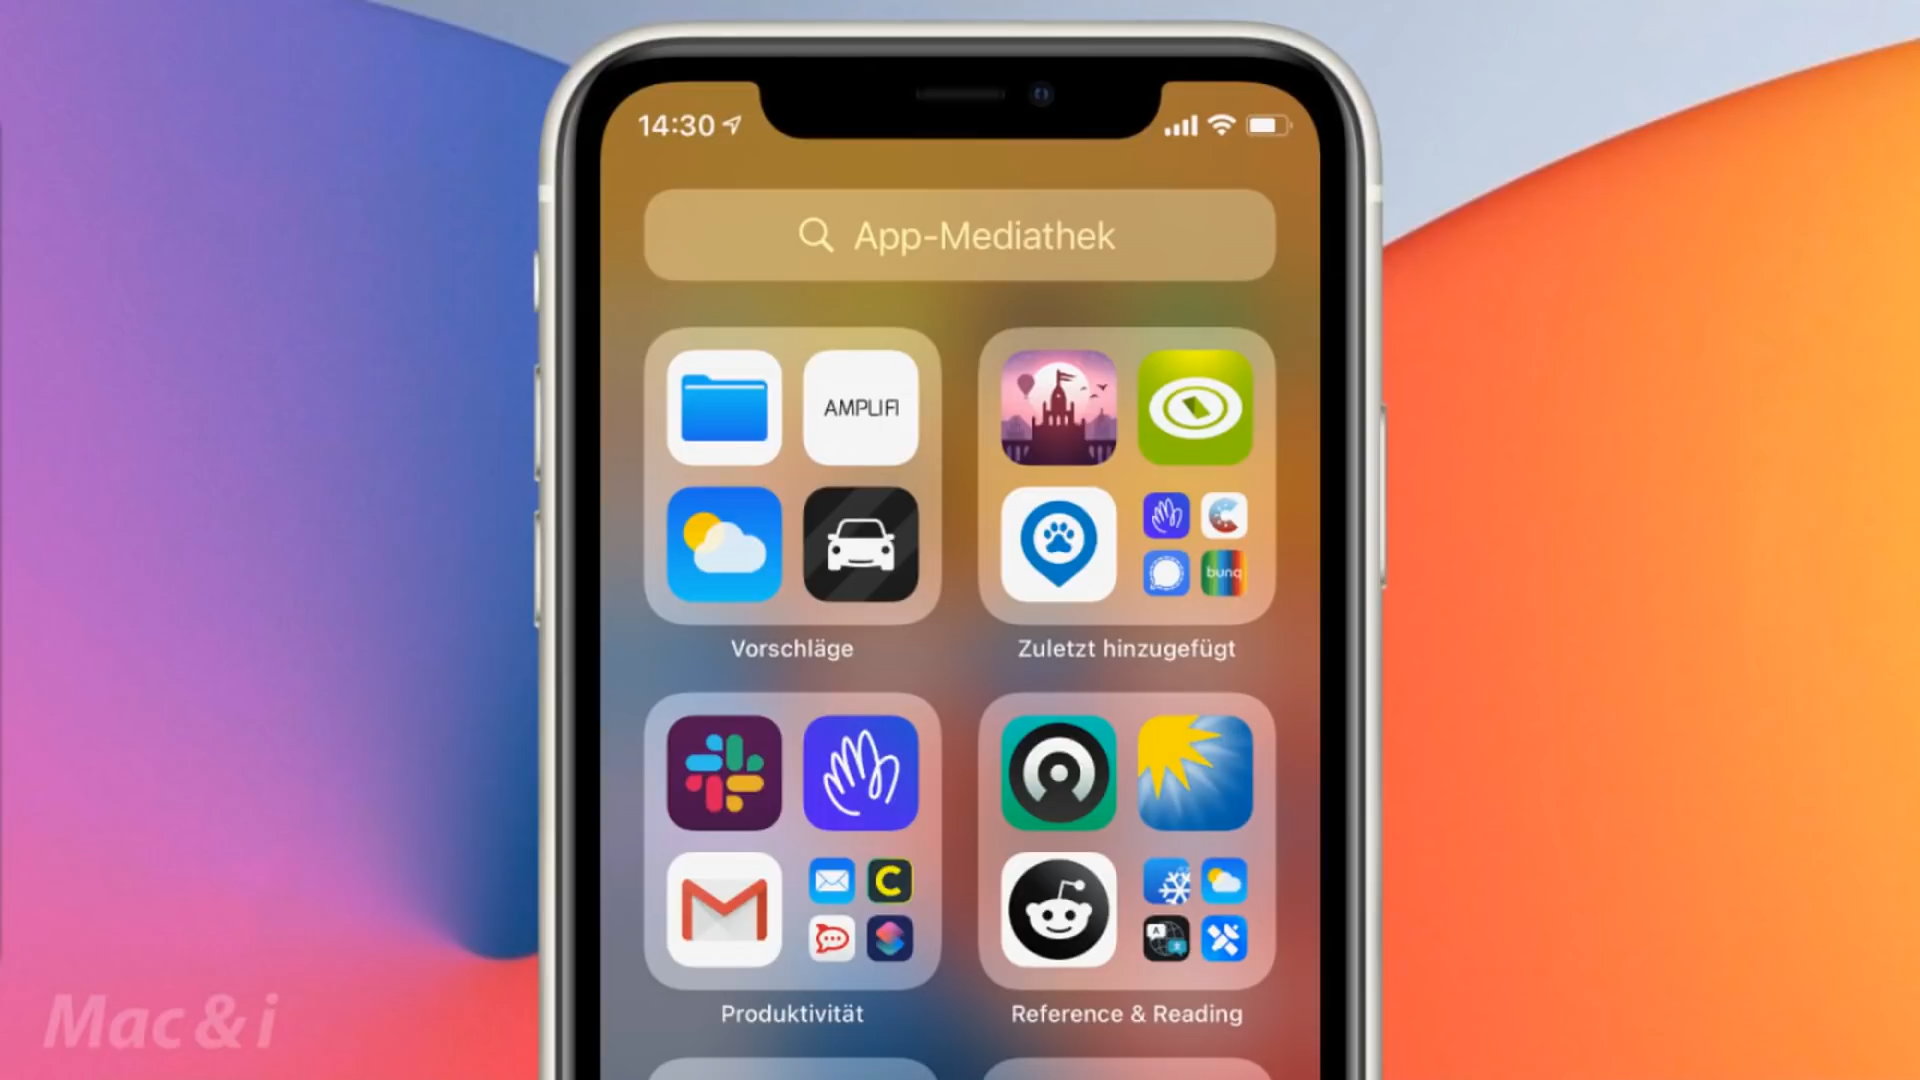 14:30
App-Mediathek
AMPLIFI
bunq
Vorschläge
Zuletzt hinzugefügt
C
A
Produktivität
Reference & Reading
Mac & i